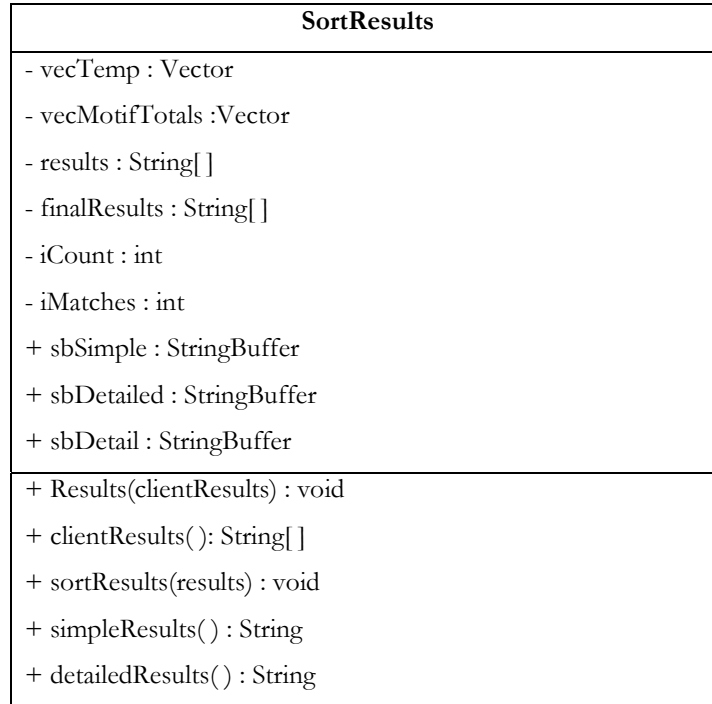 SortResults
- vecTemp : Vector
- vecMotifTotals :Vector
- results : String[ ]
- finalResults : String[ ]
- iCount : int
- iMatches : int
+ sbSimple : StringBuffer
+ sbDetailed : StringBuffer
+ sbDetail : StringBuffer
+ Results(clientResults) : void
+ clientResults( ): String[ ]
+ sortResults(results) : void
+ simpleResults( ) : String
+ detailedResults( ) : String